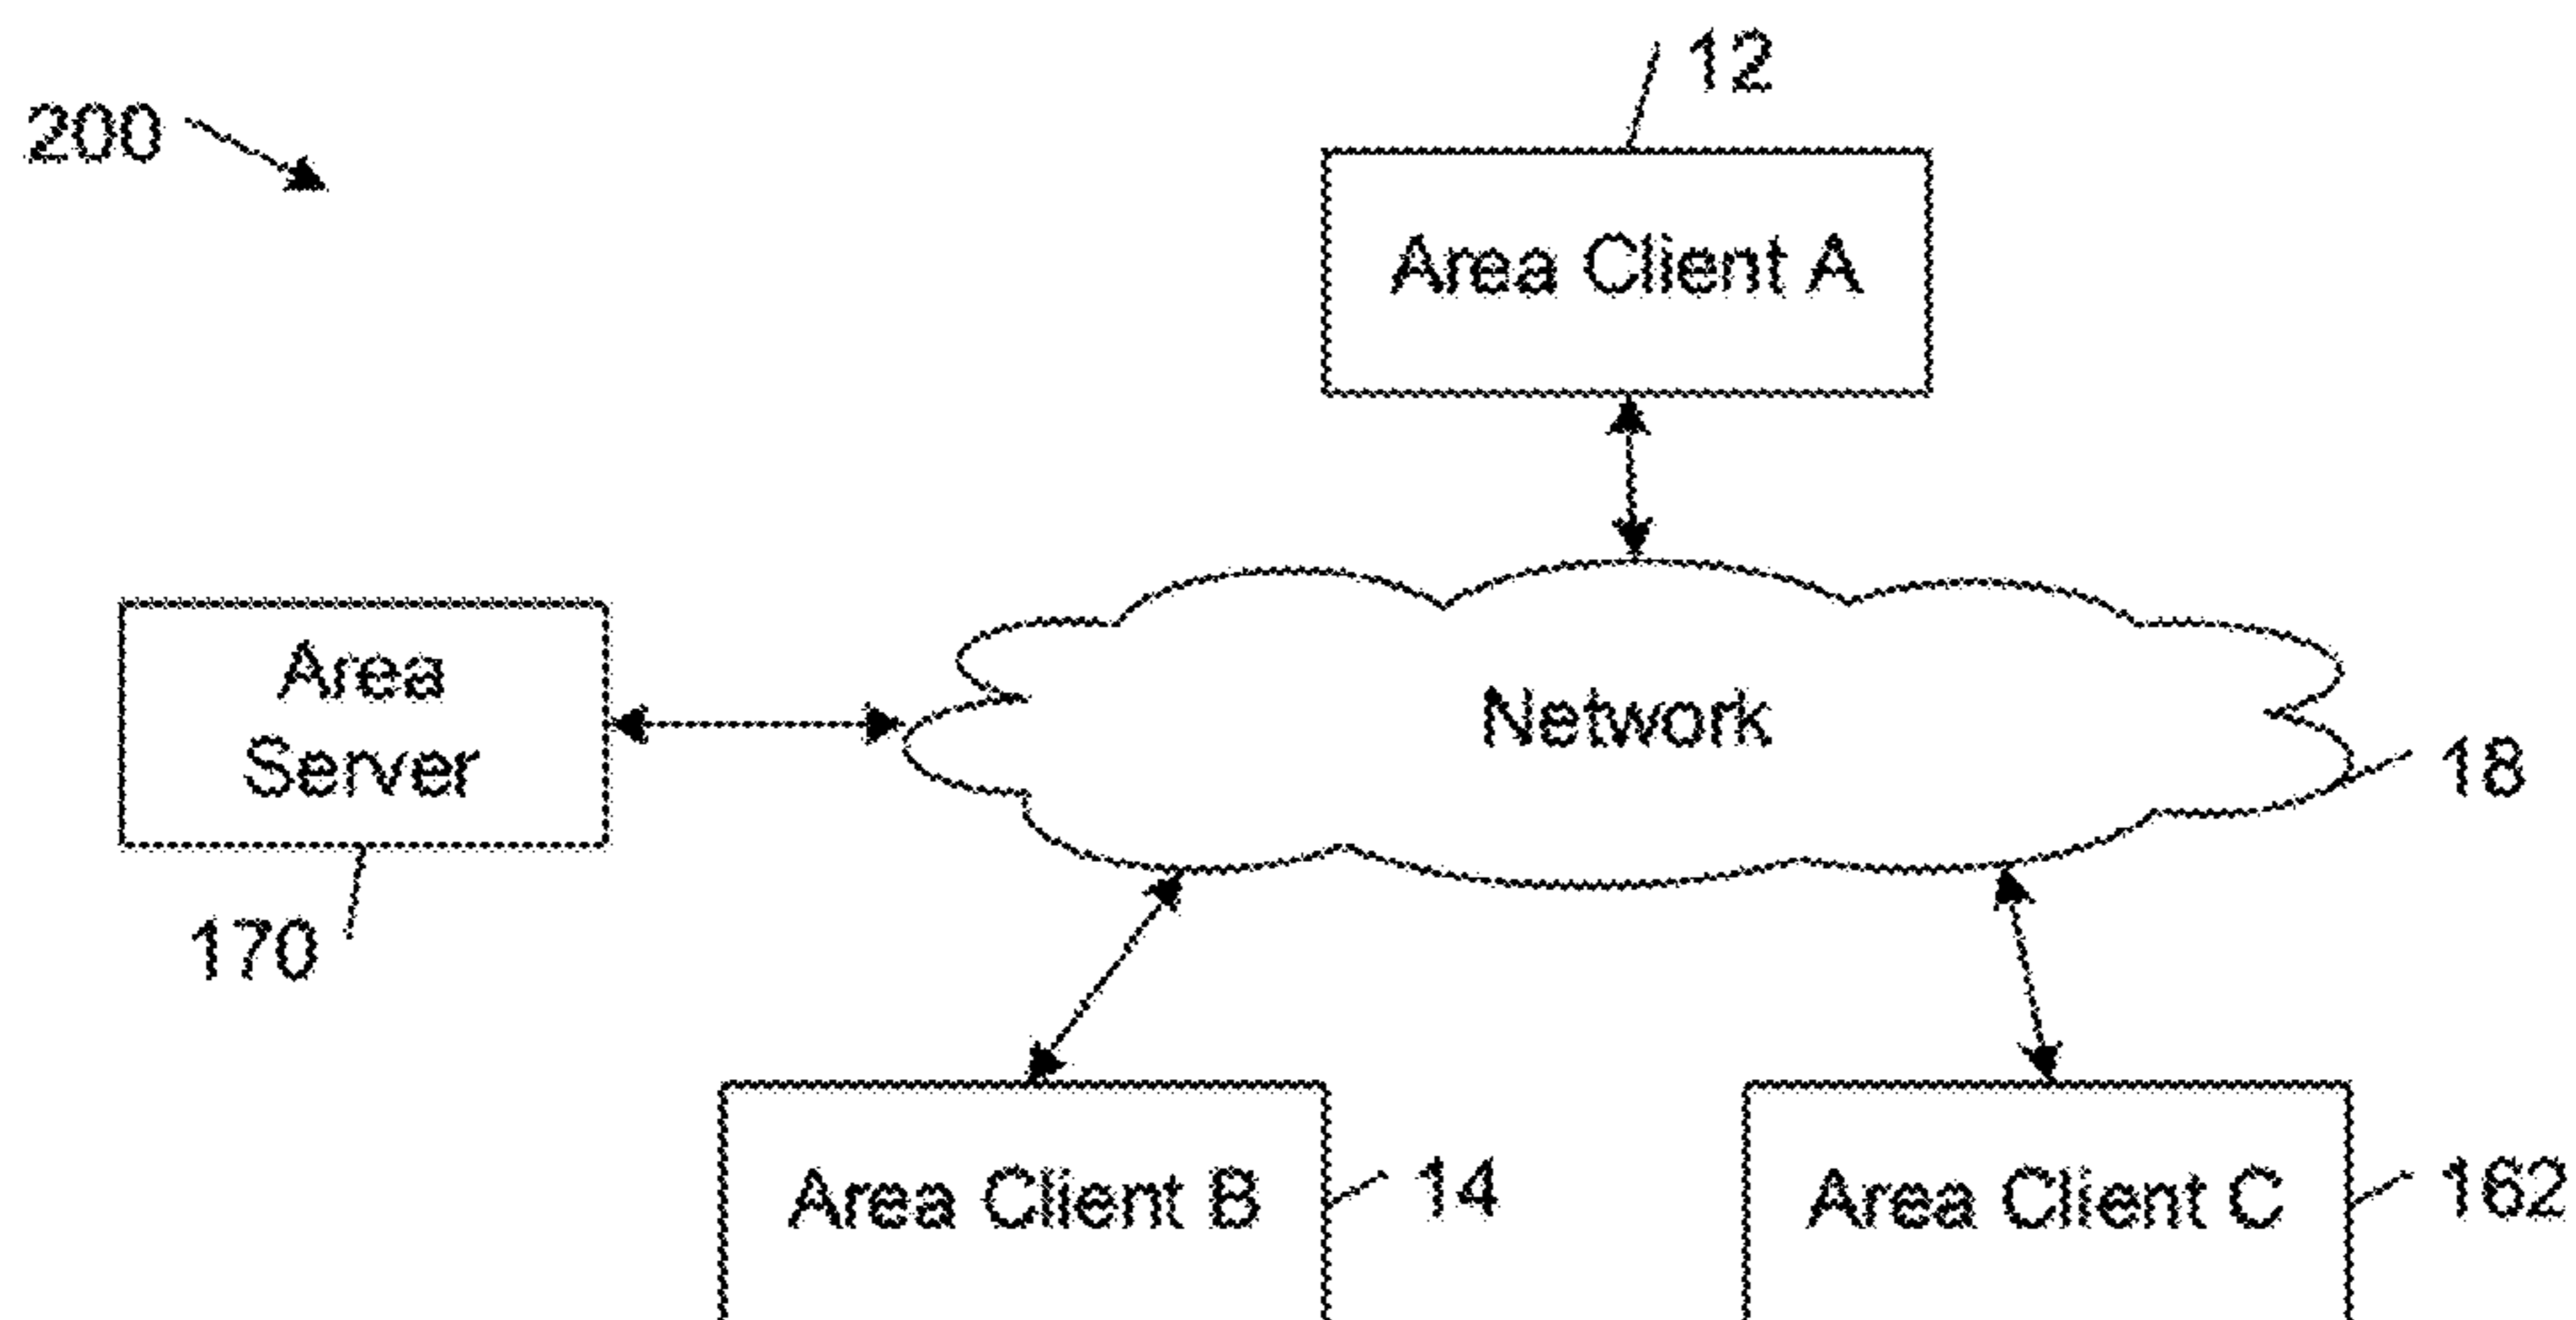 12
200
Area Client A
Area
Server
Network
18
170
Area Client B
14
Area Client C
162